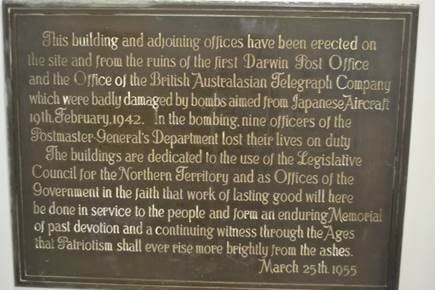 This building and adjoining offices have been erected on
the site and from the ruins of the first Darwin Post Office
and the Office of the British Australasian Telegraph Company
which were badly damaged by bombs aimed from Japanese Aircraft
19th. February, 1942. In the bombing, nine officers of the
Postmaster-General's Department lost their lives on duty
The buildings are dedicated to the use of the Legislative
Council for the Northern Territory and as Offices of the
Government in the faith that work of lasting good will here
be done in service to the people and form an enduring Memorial
of past devotion and a continuing witness through the Ages
that Patriotism shall ever rise more brightly from the ashes.
March 25th. 1955